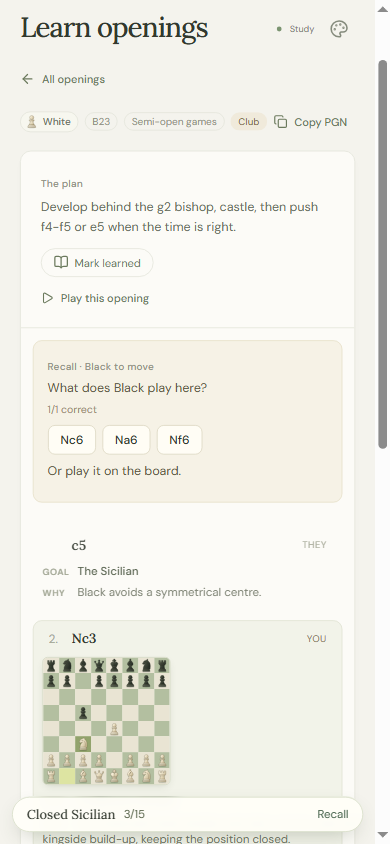 Learn openings
Study
All openings
White
B23
Semi-open games
Club
Copy PGN
The plan
Develop behind the g2 bishop, castle, then push
f4–f5 or e5 when the time is right.
Mark learned
Play this opening
Recall · Black to move
What does Black play here?
1/1 correct
Nc6
Na6
Nf6
Or play it on the board.
c5
THEY
GOAL The Sicilian
WHY Black avoids a symmetrical centre.
2. Nc3
YOU
Closed Sicilian 3/15
Recall
kingside build-up, keeping the position closed.